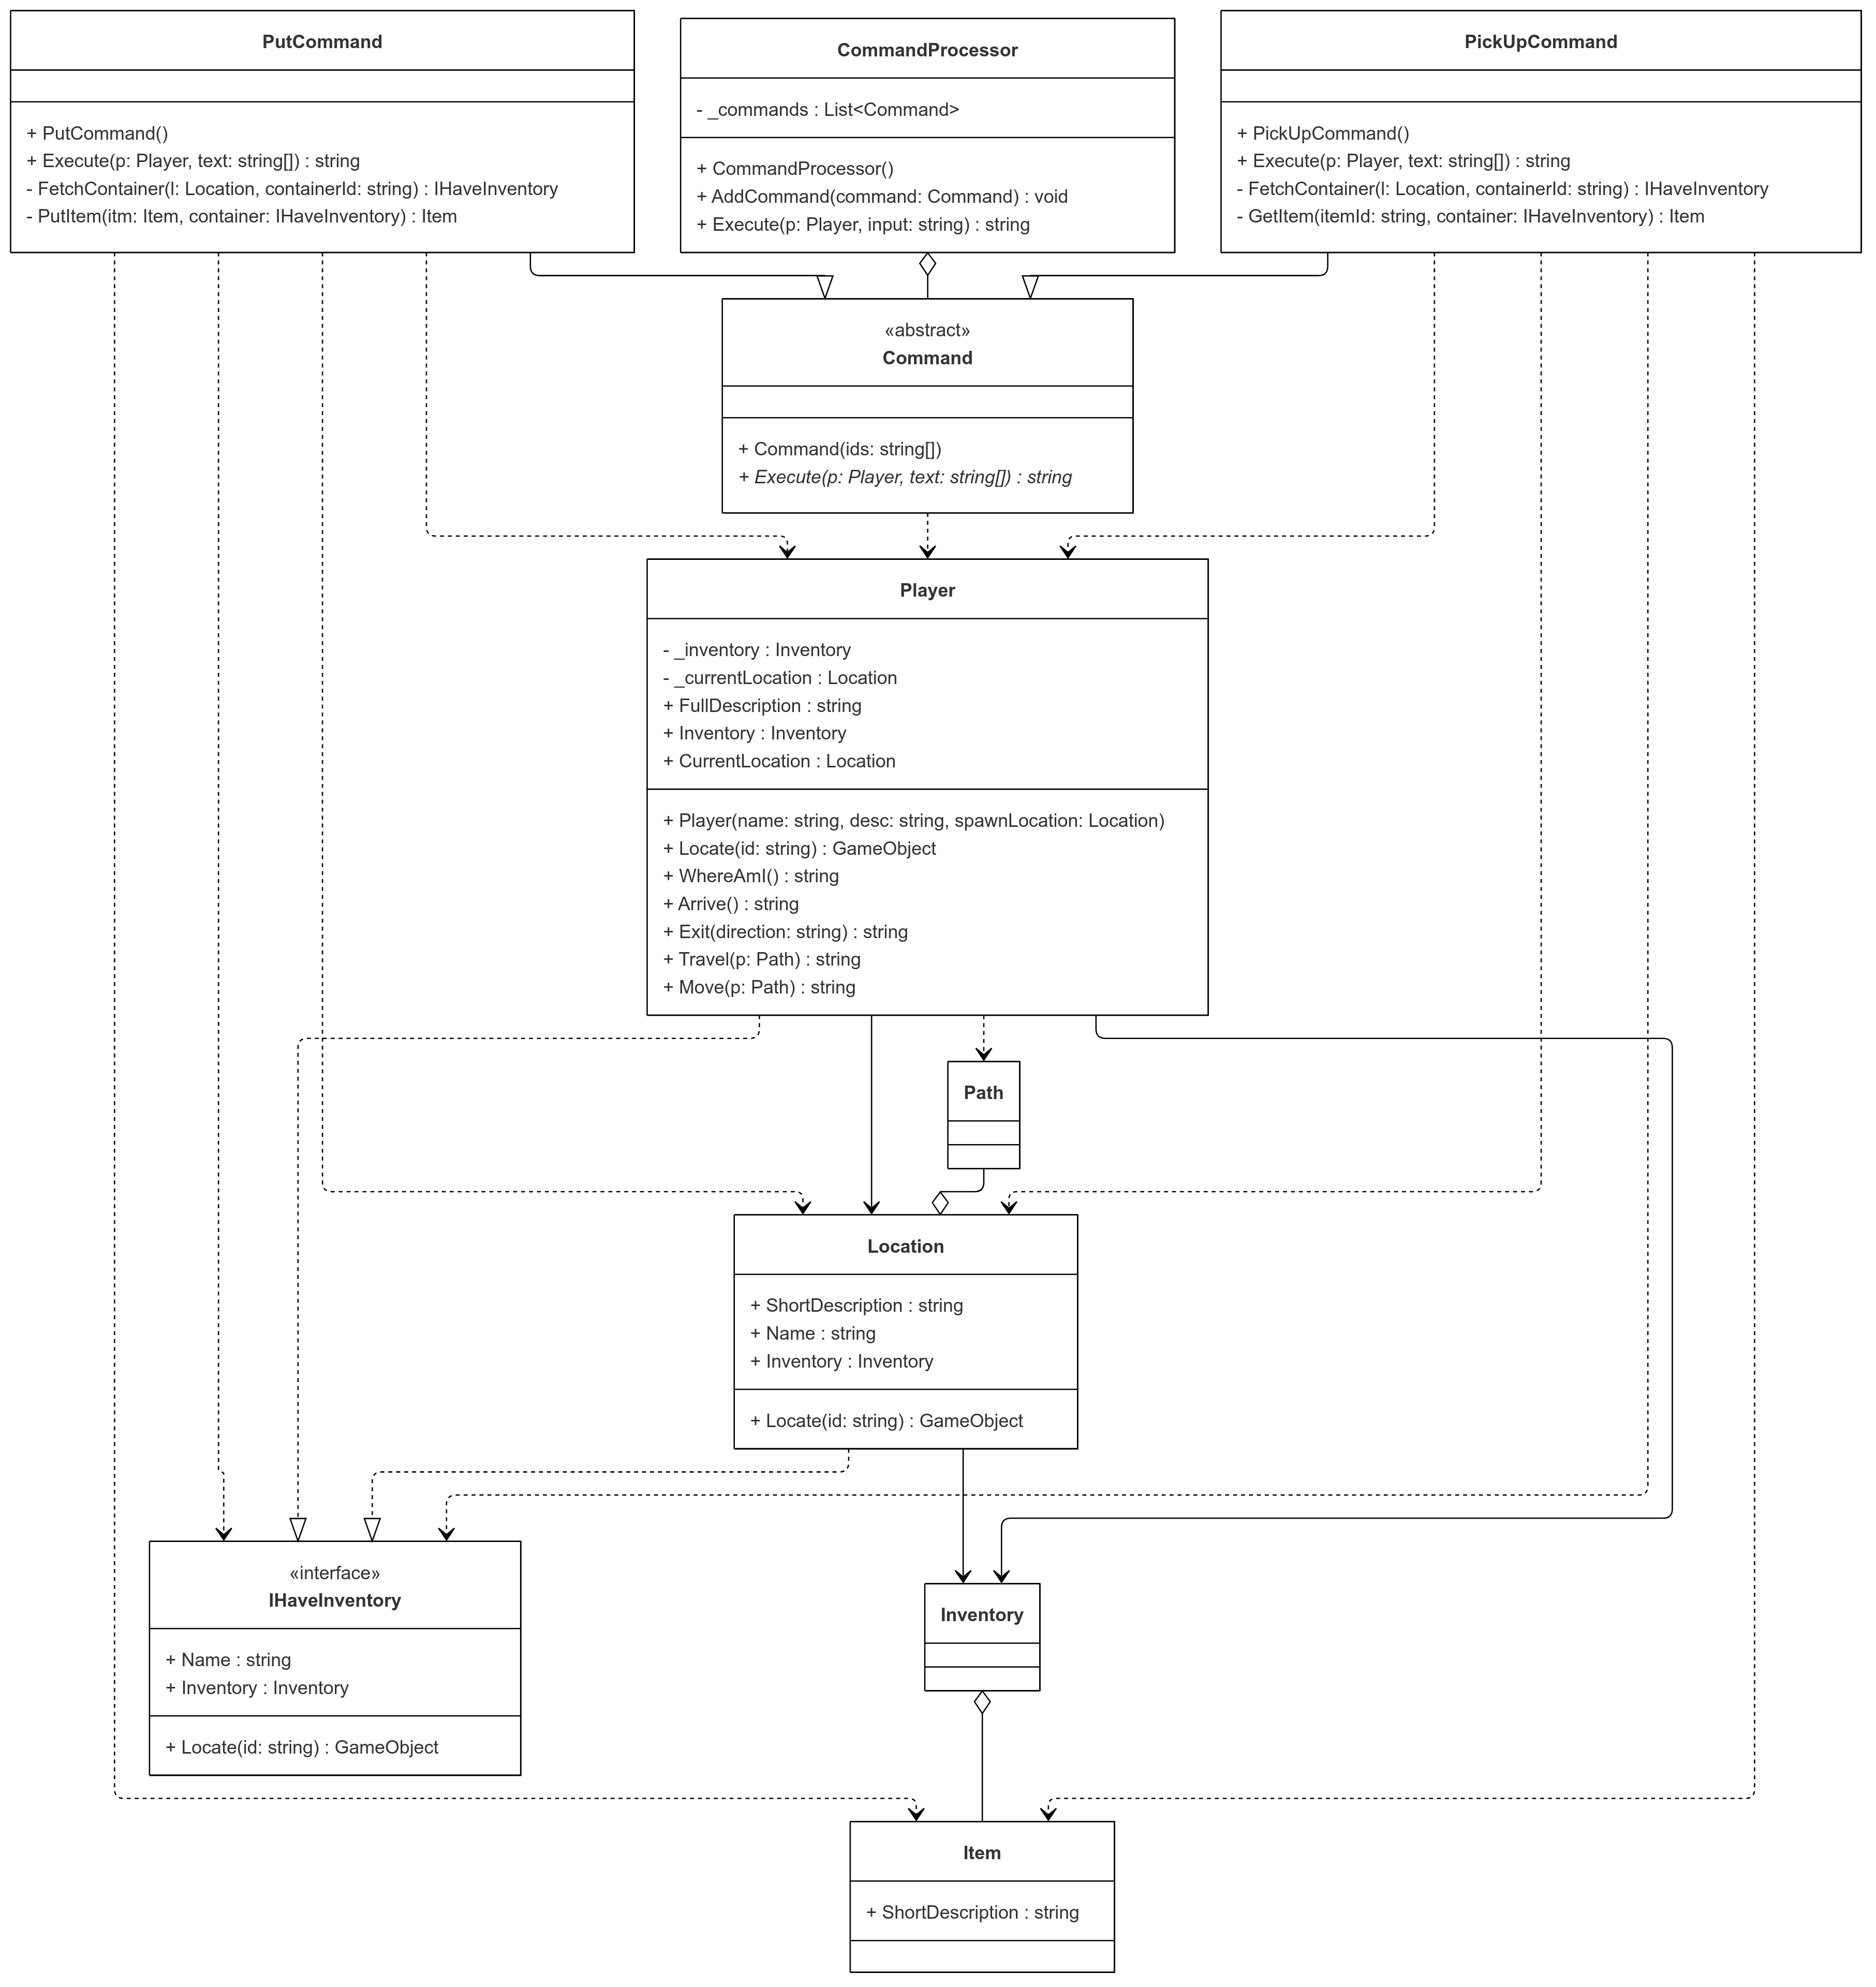 PutCommand
+ PutCommand()
+ Execute(p: Player, text: string[]) : string
- FetchContainer(l: Location, containerId: string) : IHaveInventory
- PutItem(itm: Item, container: IHaveInventory) : Item
CommandProcessor
- _commands : List<Command>
+ CommandProcessor()
+ AddCommand(command: Command) : void
+ Execute(p: Player, input: string) : string
PickUpCommand
+ PickUpCommand()
+ Execute(p: Player, text: string[]) : string
- FetchContainer(l: Location, containerId: string) : IHaveInventory
- GetItem(itemId: string, container: IHaveInventory) : Item
«abstract»
Command
+ Command(ids: string[])
+ Execute(p: Player, text: string[]) : string
Player
- _inventory : Inventory
- _currentLocation : Location
+ FullDescription : string
+ Inventory : Inventory
+ CurrentLocation : Location
+ Player(name: string, desc: string, spawnLocation: Location)
+ Locate(id: string) : GameObject
+ WhereAmI() : string
+ Arrive() : string
+ Exit(direction: string) : string
+ Travel(p: Path) : string
+ Move(p: Path) : string
Path
Location
+ ShortDescription : string
+ Name : string
+ Inventory : Inventory
+ Locate(id: string) : GameObject
«interface»
IHaveInventory
+ Name : string
+ Inventory : Inventory
+ Locate(id: string) : GameObject
Inventory
Item
+ ShortDescription : string